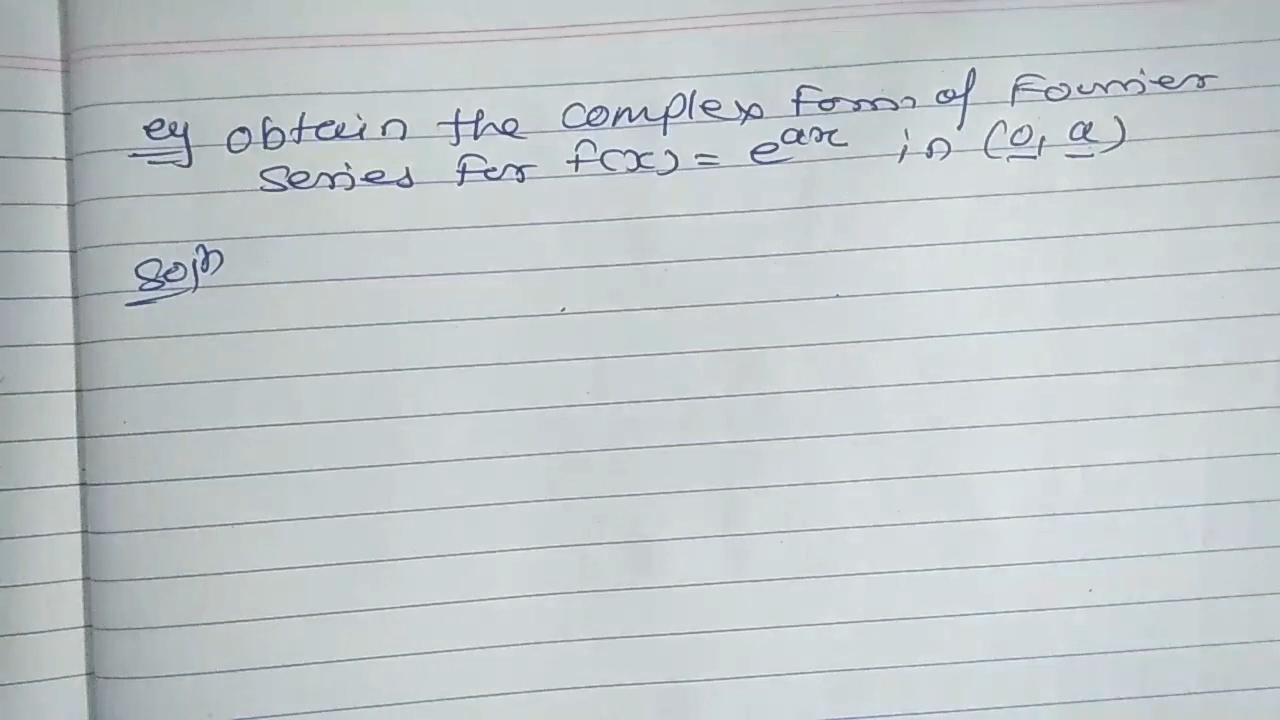 eg obtain the complex form of Fourier
series for f(x) = e^ax in (0, a)
Soln